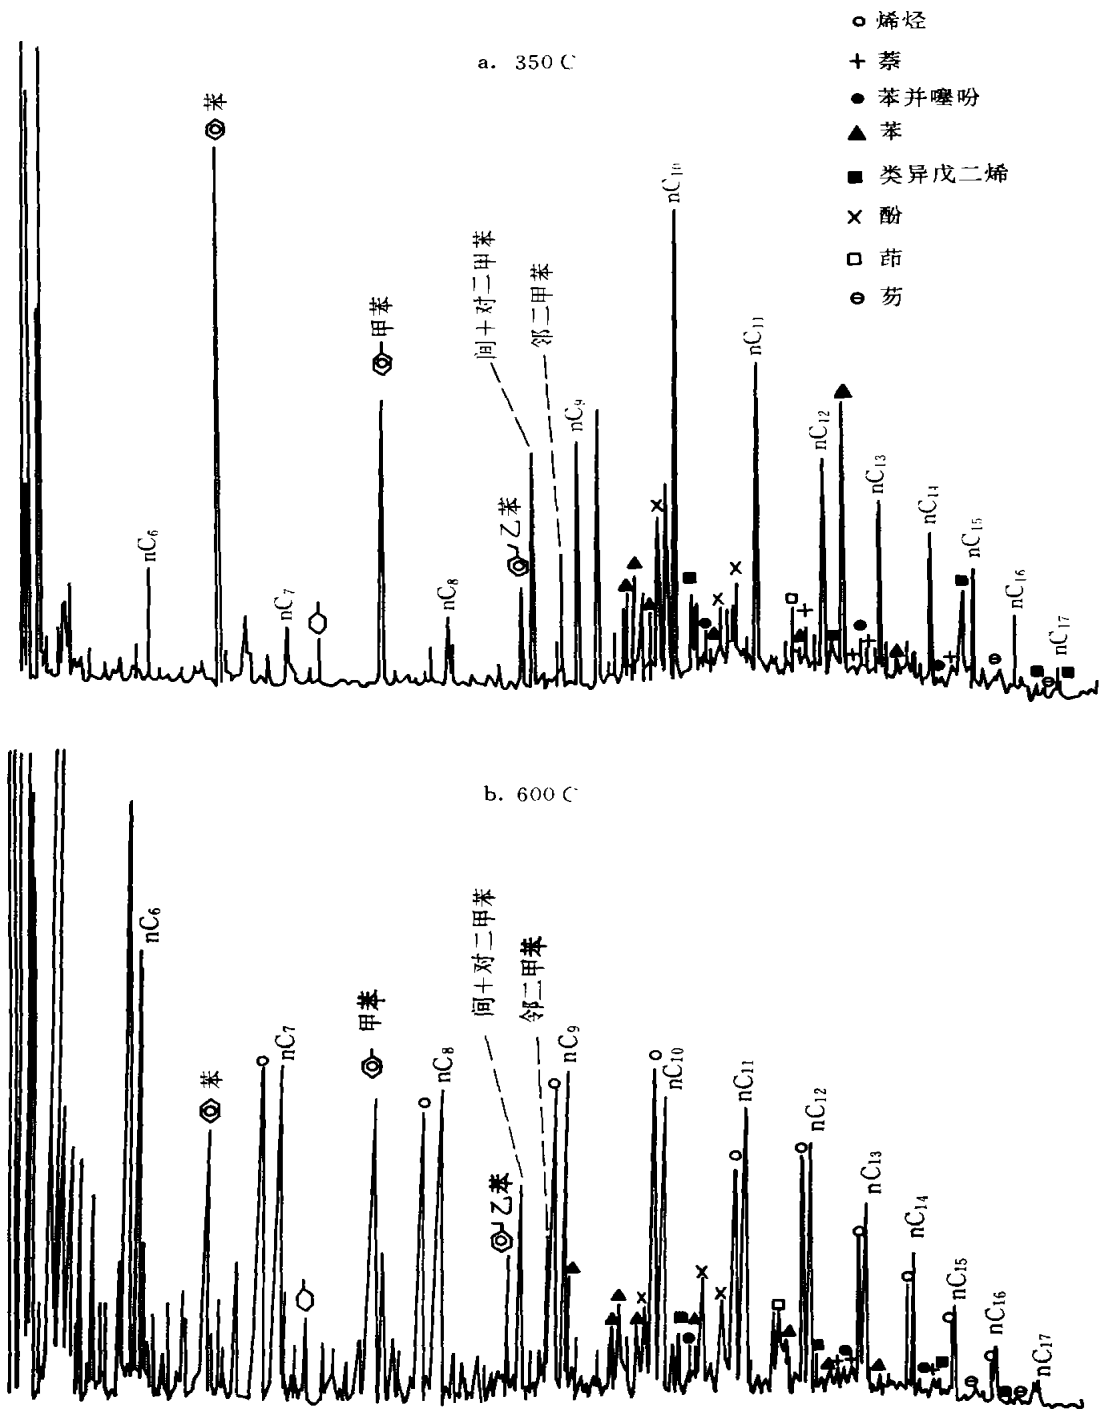 烯烃
萘
苯并噻吩
苯
类异戊二烯
酚
茚
芴
a. 350 C
苯
nC6
nC7
甲苯
nC8
乙苯
间+对二甲苯
邻二甲苯
nC9
nC10
nC11
nC12
nC13
nC14
nC15
nC16
nC17
b. 600 C
nC6
苯
nC7
甲苯
nC8
乙苯
间+对二甲苯
邻二甲苯
nC9
nC10
nC11
nC12
nC13
nC14
nC15
nC16
nC17